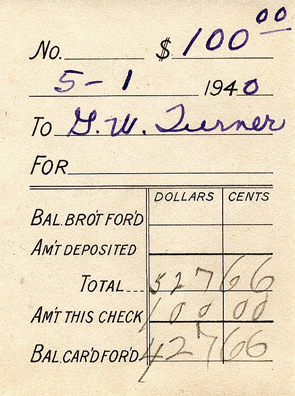 No. $ 100 00
5-1 1940
To G.W. Turner
FOR
DOLLARS CENTS
BAL. BRO'T FOR'D
AM'T DEPOSITED
TOTAL... 527 66
AM'T THIS CHECK 100 00
BAL. CAR'D FOR'D 427 66